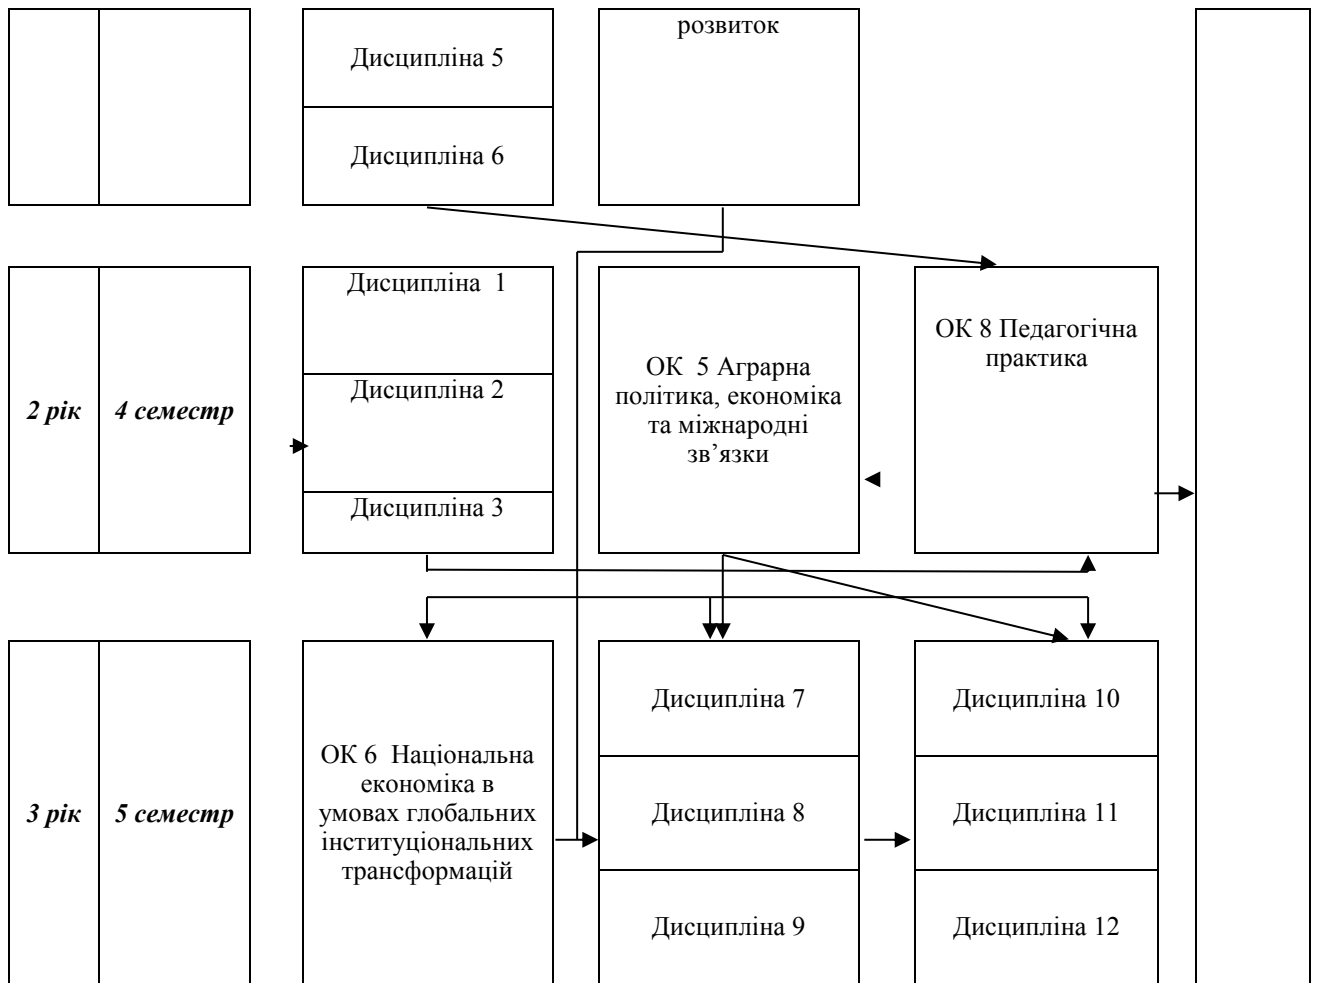 розвиток
Дисципліна 5
Дисципліна 6
2 рік
4 семестр
Дисципліна 1
Дисципліна 2
Дисципліна 3
ОК 5 Аграрна
політика, економіка
та міжнародні
зв’язки
ОК 8 Педагогічна
практика
3 рік
5 семестр
ОК 6 Національна
економіка в
умовах глобальних
інституціональних
трансформацій
Дисципліна 7
Дисципліна 8
Дисципліна 9
Дисципліна 10
Дисципліна 11
Дисципліна 12